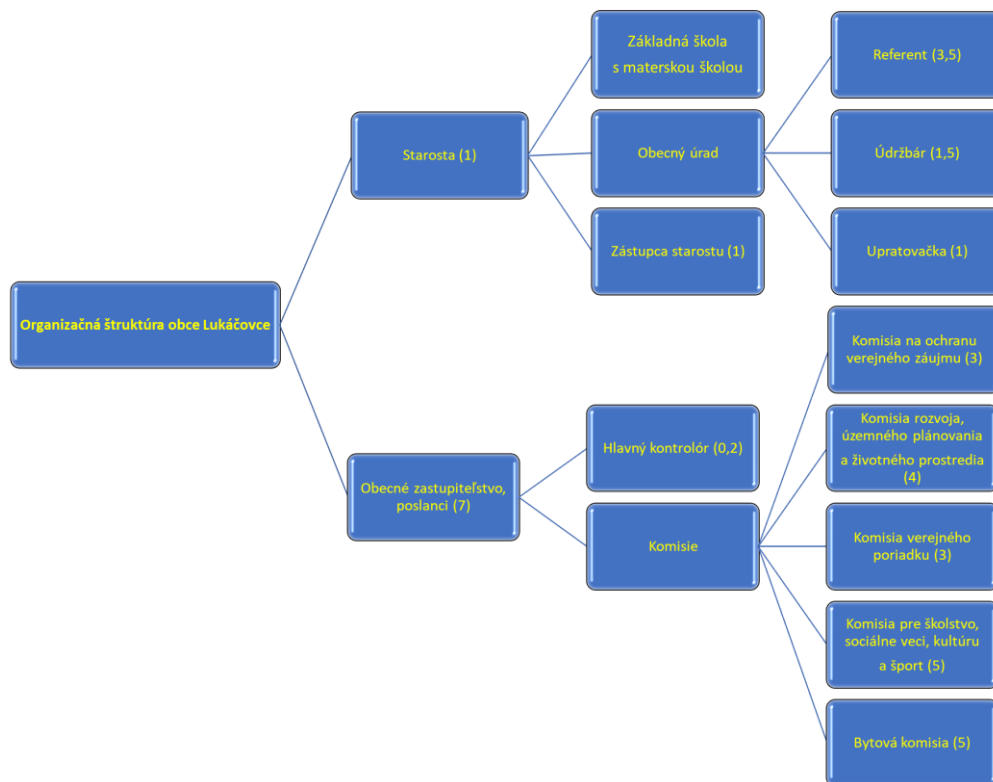 Organizačná štruktúra obce Lukáčovce
Starosta (1)
Základná škola
s materskou školou
Obecný úrad
Referent (3,5)
Údržbár (1,5)
Upratovačka (1)
Zástupca starostu (1)
Obecné zastupiteľstvo,
poslanci (7)
Hlavný kontrolór (0,2)
Komisie
Komisia na ochranu
verejného záujmu (3)
Komisia rozvoja,
územného plánovania
a životného prostredia
(4)
Komisia verejného
poriadku (3)
Komisia pre školstvo,
sociálne veci, kultúru
a šport (5)
Bytová komisia (5)